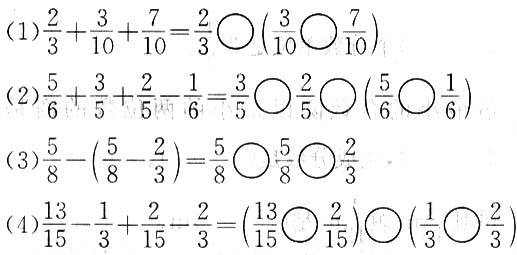 (1) 2/3 + 3/10 + 7/10 = 2/3 ○ (3/10 ○ 7/10)
(2) 5/6 + 3/5 + 2/5 − 1/6 = 3/5 ○ 2/5 ○ (5/6 ○ 1/6)
(3) 5/8 − (5/8 − 2/3) = 5/8 ○ 5/8 ○ 2/3
(4) 13/15 − 1/3 + 2/15 − 2/3 = (13/15 ○ 2/15) ○ (1/3 ○ 2/3)